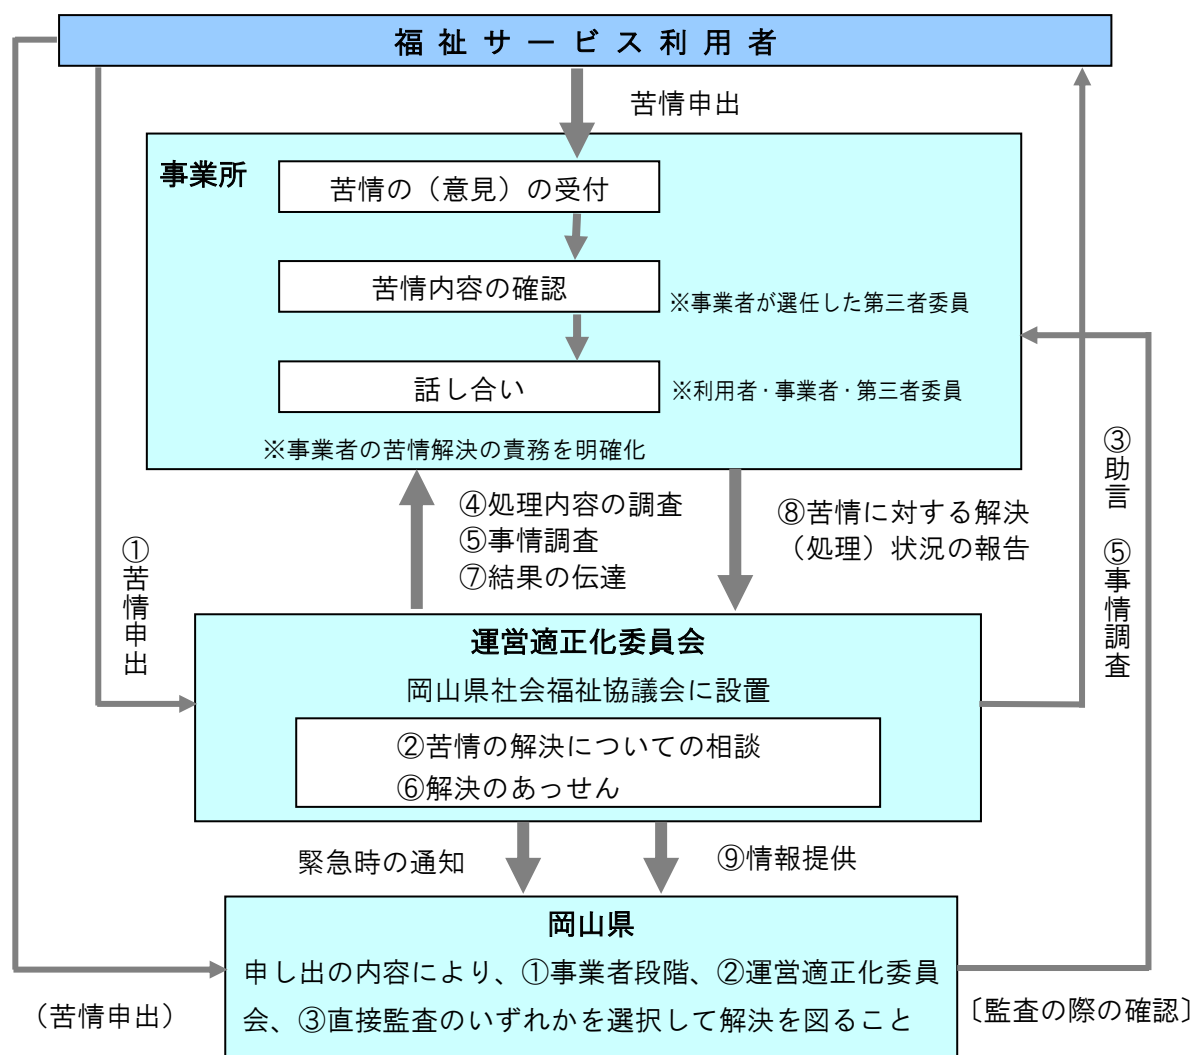 福祉サービス利用者
苦情申出
事業所
苦情の（意見）の受付
苦情内容の確認
※事業者が選任した第三者委員
話し合い
※利用者・事業者・第三者委員
※事業者の苦情解決の責務を明確化
④処理内容の調査
⑤事情調査
⑦結果の伝達
⑧苦情に対する解決
（処理）状況の報告
①苦情申出
③助言　⑤事情調査
運営適正化委員会
岡山県社会福祉協議会に設置
②苦情の解決についての相談
⑥解決のあっせん
緊急時の通知
⑨情報提供
岡山県
申し出の内容により、①事業者段階、②運営適正化委員
会、③直接監査のいずれかを選択して解決を図ること
（苦情申出）
〔監査の際の確認〕